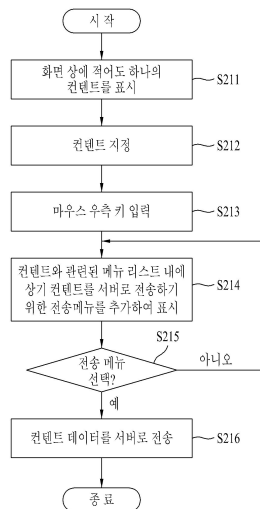 시 작
화면 상에 적어도 하나의
컨텐트를 표시
S211
컨텐트 지정
S212
마우스 우측 키 입력
S213
컨텐트와 관련된 메뉴 리스트 내에
상기 컨텐트를 서버로 전송하기
위한 전송메뉴를 추가하여 표시
S214
S215
전송 메뉴
선택?
아니오
예
컨텐트 데이터를 서버로 전송
S216
종 료